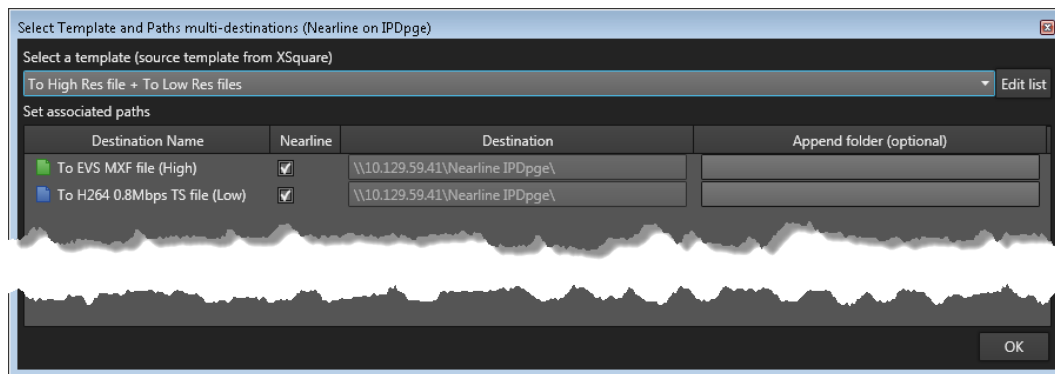 Select Template and Paths multi-destinations (Nearline on IPDpge)
Select a template (source template from XSquare)
To High Res file + To Low Res files
Edit list
Set associated paths
Destination Name Nearline Destination Append folder (optional)
To EVS MXF file (High) \\10.129.59.41\Nearline IPDpge\
To H264 0.8Mbps TS file (Low) \\10.129.59.41\Nearline IPDpge\
OK